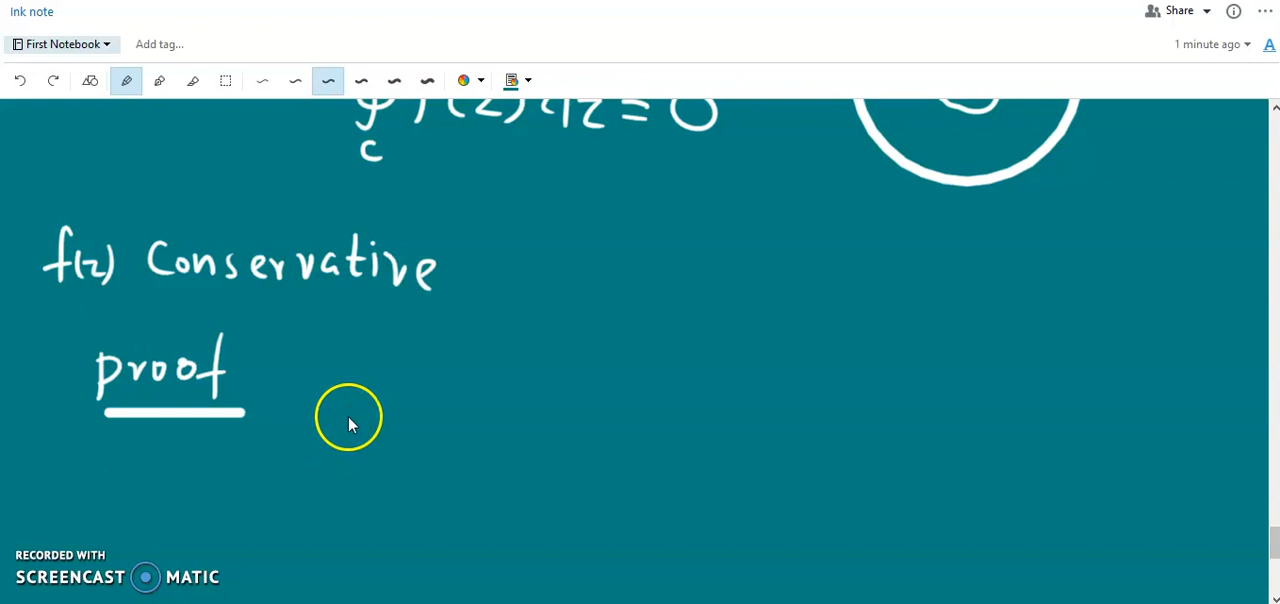 Ink note
Share
First Notebook
Add tag...
1 minute ago
A
∮ f(z) dz = 0
c
f(z) Conservative
proof
RECORDED WITH
SCREENCAST MATIC